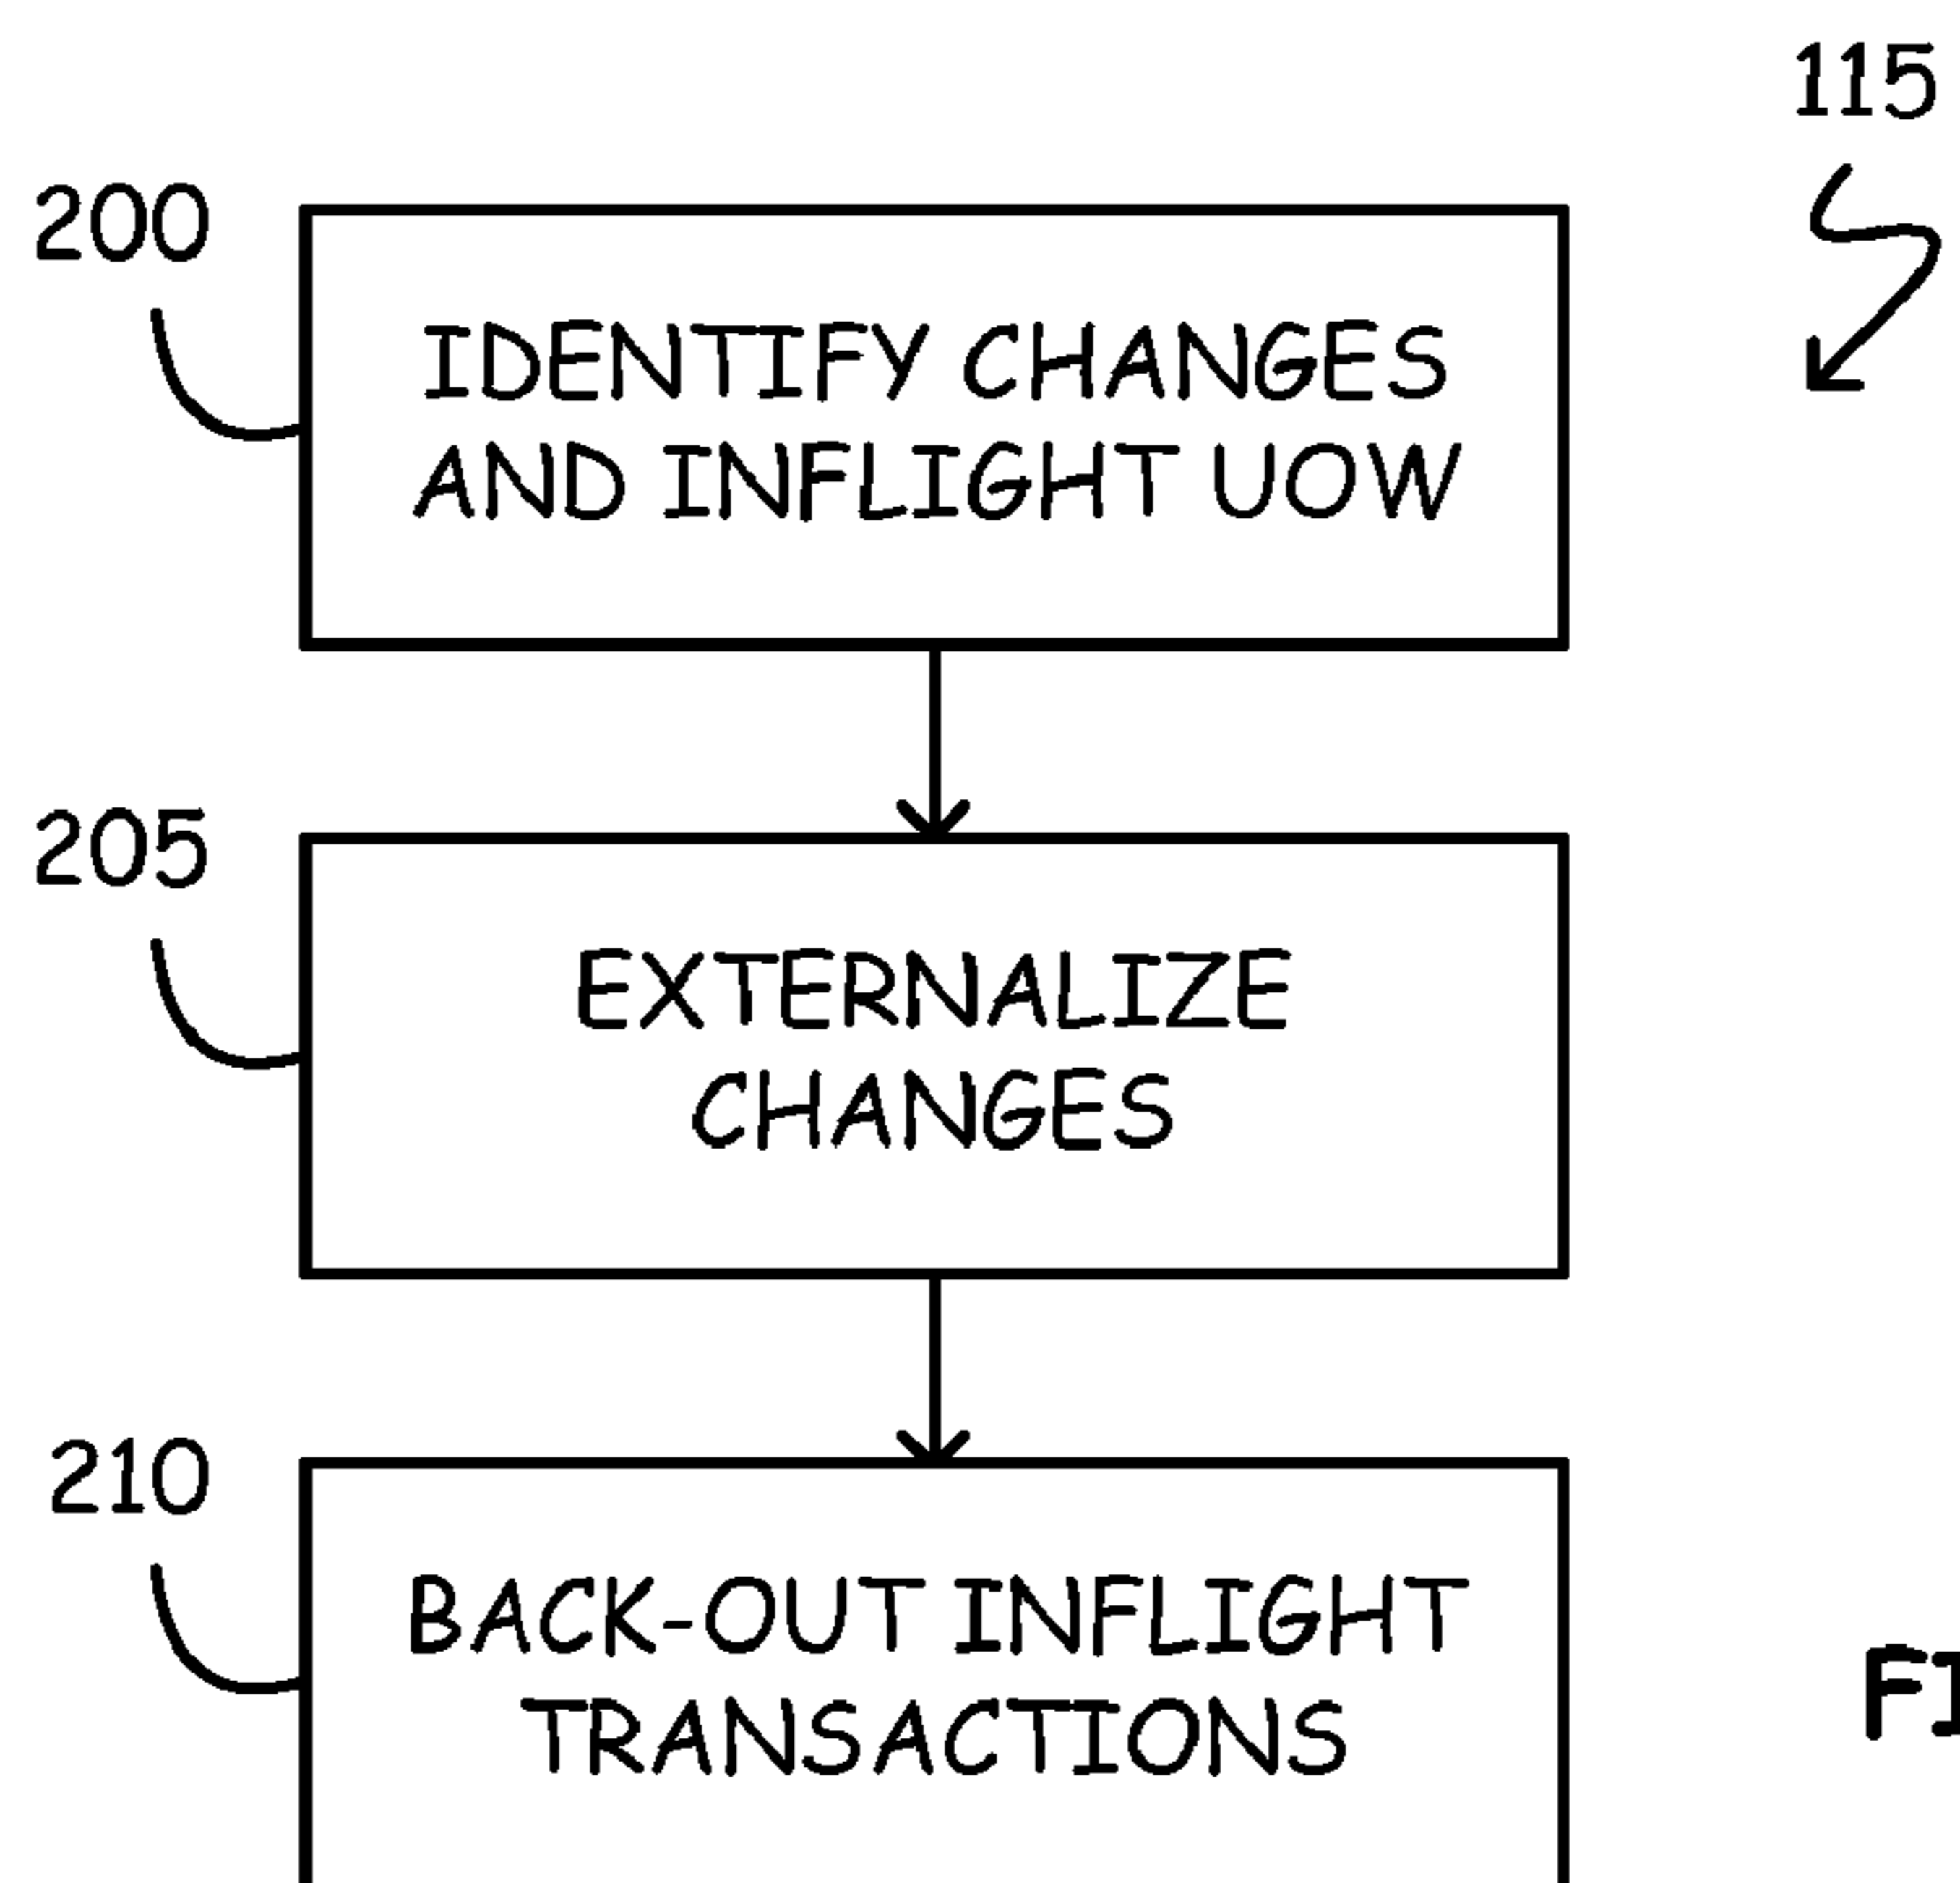 115
200
IDENTIFY CHANGES
AND INFLIGHT UOW
205
EXTERNALIZE
CHANGES
210
BACK-OUT INFLIGHT
TRANSACTIONS